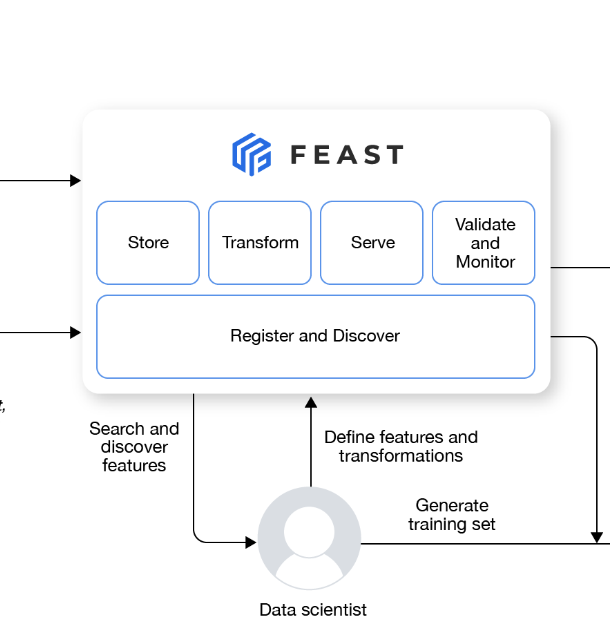 FEAST
Store
Transform
Serve
Validate
and
Monitor
Register and Discover
Search and
discover
features
Define features and
transformations
Generate
training set
Data scientist